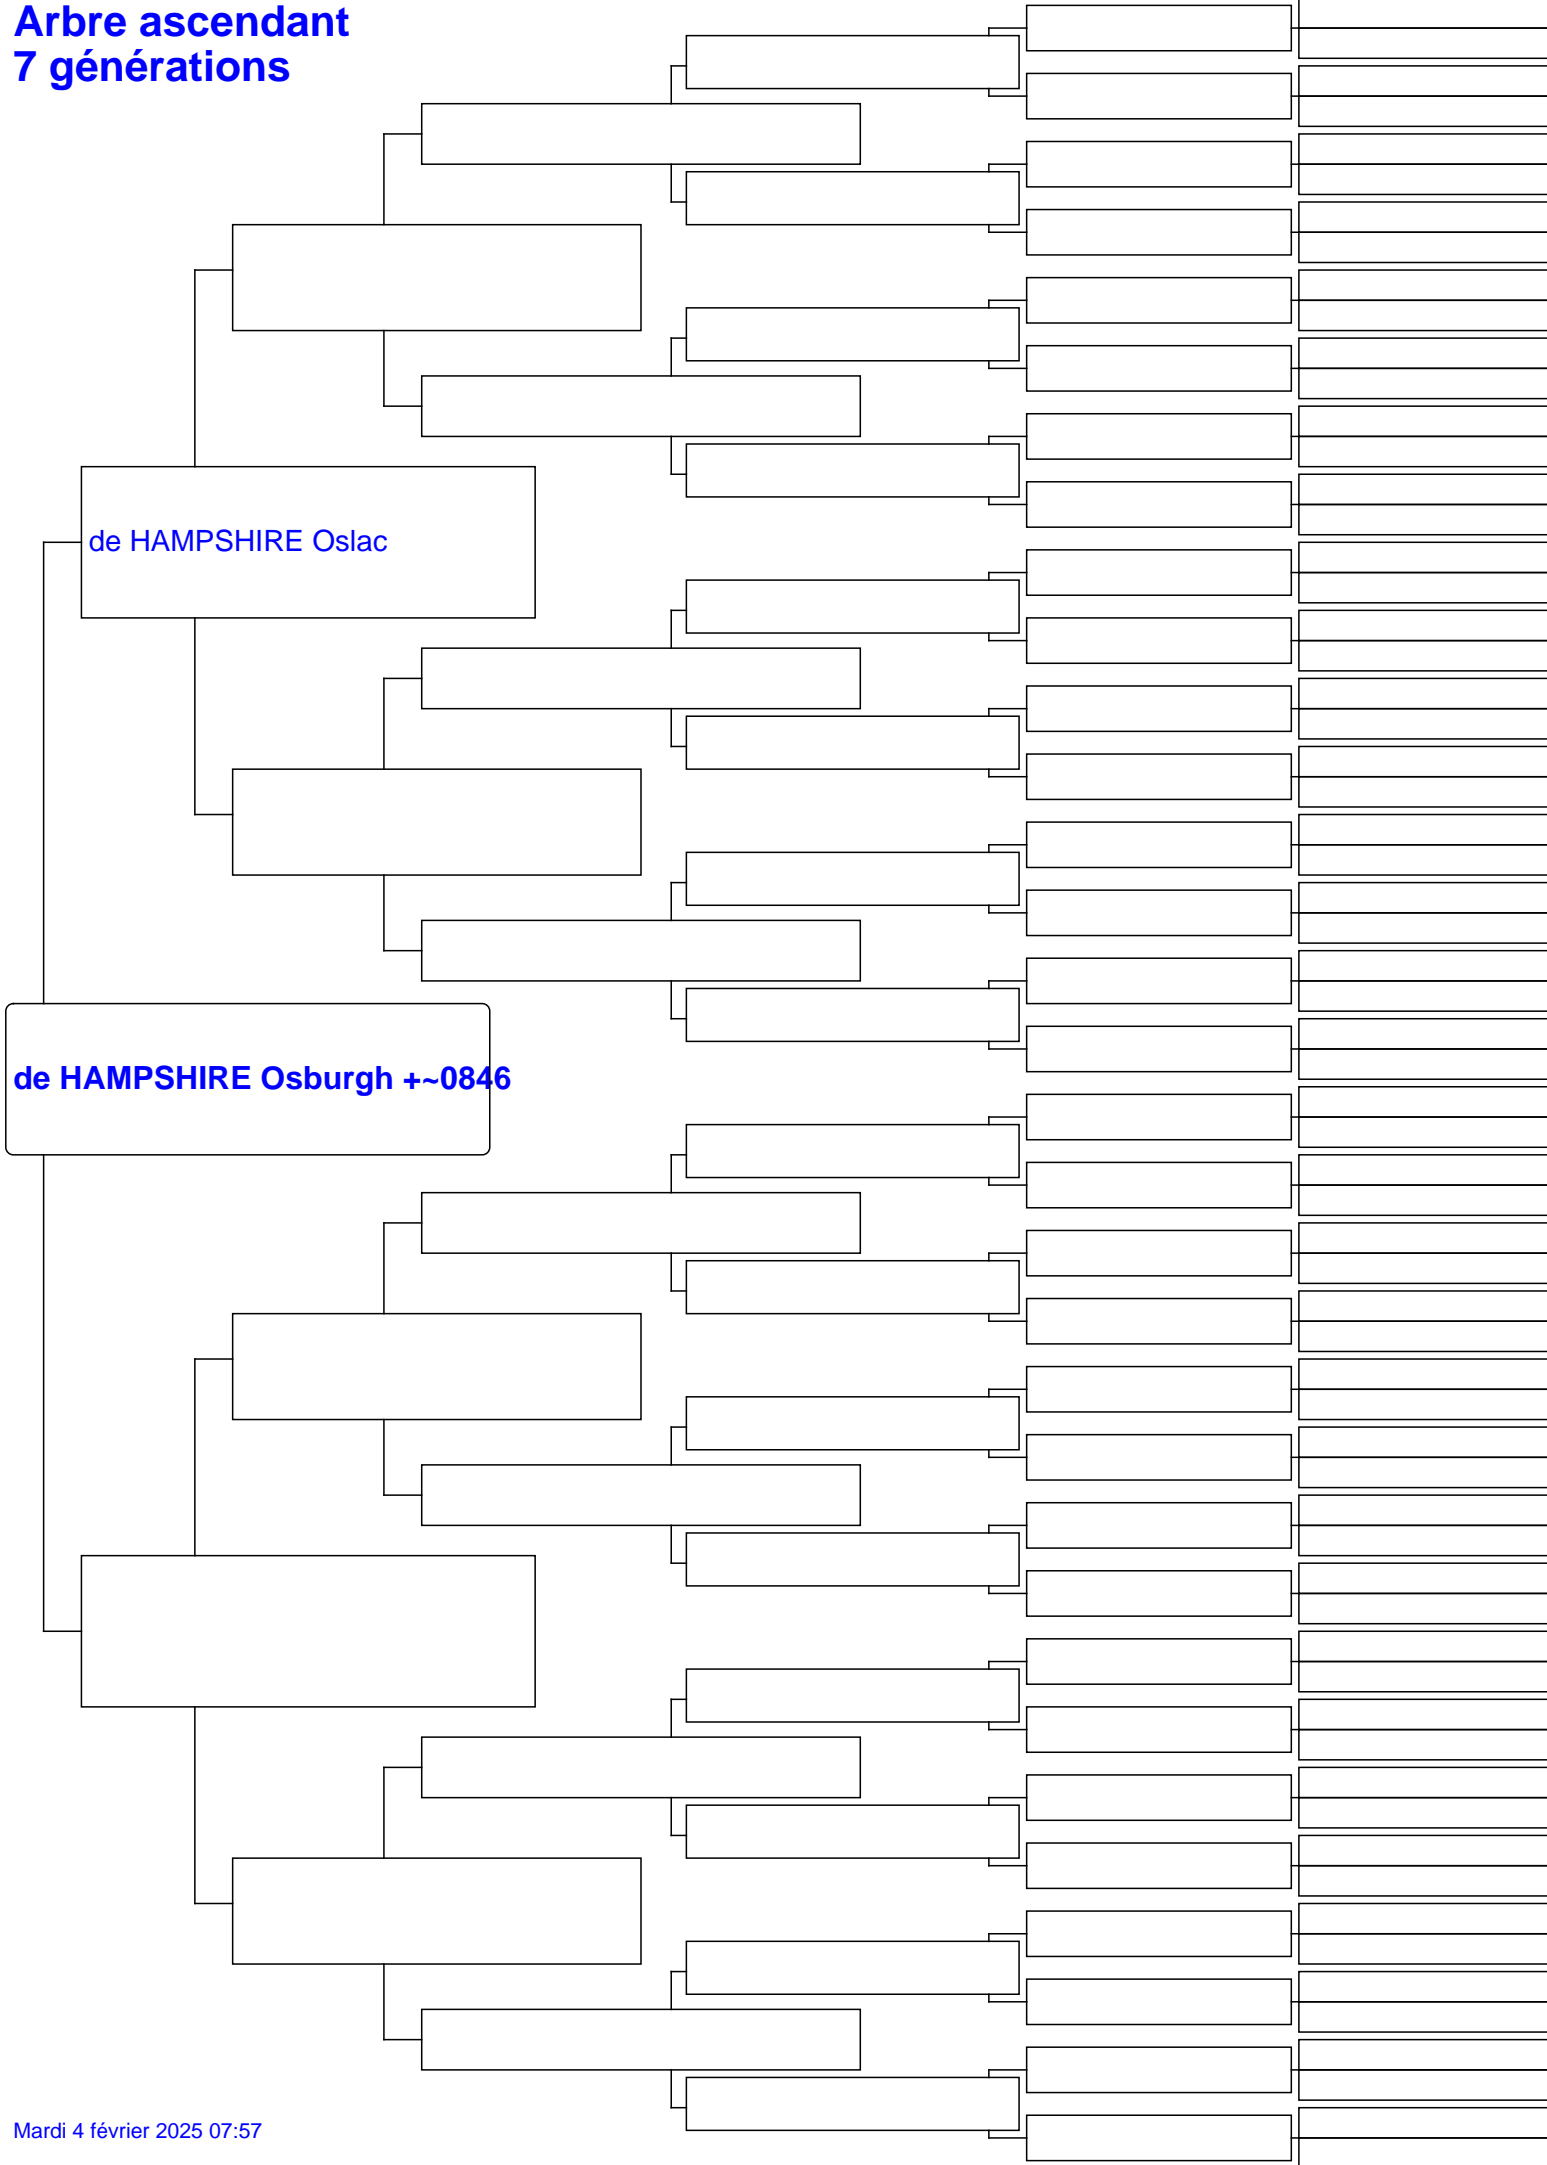 Arbre ascendant
7 générations
de HAMPSHIRE Oslac
de HAMPSHIRE Osburgh +~0846
Mardi 4 février 2025 07:57